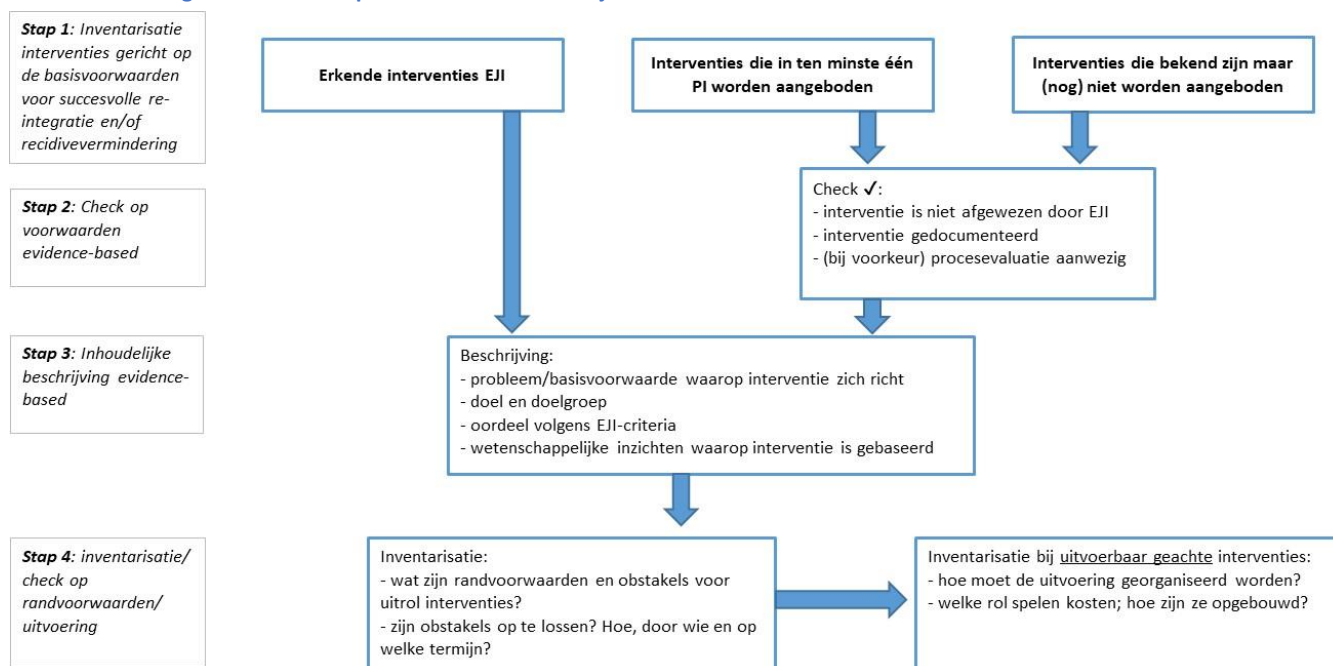 Stap 1: Inventarisatie
interventies gericht op
de basisvoorwaarden
voor succesvolle re-
integratie en/of
recidivevermindering
Erkende interventies EJI
Interventies die in ten minste één
PI worden aangeboden
Interventies die bekend zijn maar
(nog) niet worden aangeboden
Stap 2: Check op
voorwaarden
evidence-based
Check ✓:
- interventie is niet afgewezen door EJI
- interventie gedocumenteerd
- (bij voorkeur) procesevaluatie aanwezig
Stap 3: Inhoudelijke
beschrijving evidence-
based
Beschrijving:
- probleem/basisvoorwaarde waarop interventie zich richt
- doel en doelgroep
- oordeel volgens EJI-criteria
- wetenschappelijke inzichten waarop interventie is gebaseerd
Stap 4: inventarisatie/
check op
randvoorwaarden/
uitvoering
Inventarisatie:
- wat zijn randvoorwaarden en obstakels voor
uitrol interventies?
- zijn obstakels op te lossen? Hoe, door wie en op
welke termijn?
Inventarisatie bij uitvoerbaar geachte interventies:
- hoe moet de uitvoering georganiseerd worden?
- welke rol spelen kosten; hoe zijn ze opgebouwd?